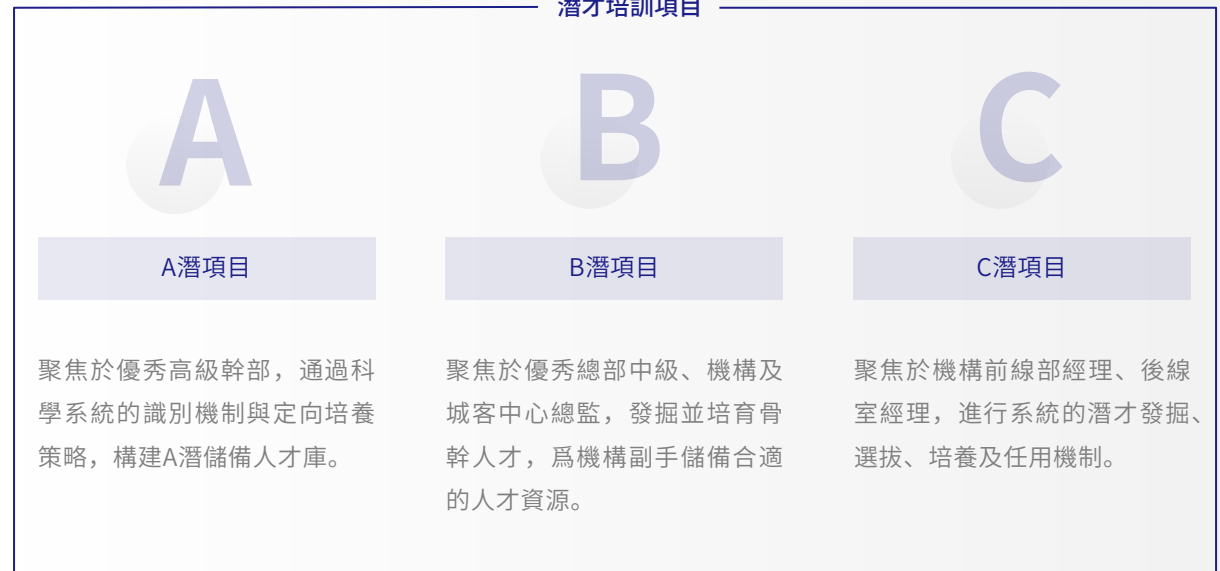 潛才培訓項目
A
B
C
A潛項目
B潛項目
C潛項目
聚焦於優秀高級幹部，通過科
學系統的識別機制與定向培養
策略，構建A潛儲備人才庫。
聚焦於優秀總部中級、機構及
城客中心總監，發掘並培育骨
幹人才，爲機構副手儲備合適
的人才資源。
聚焦於機構前線部經理、後線
室經理，進行系統的潛才發掘、
選拔、培養及任用機制。